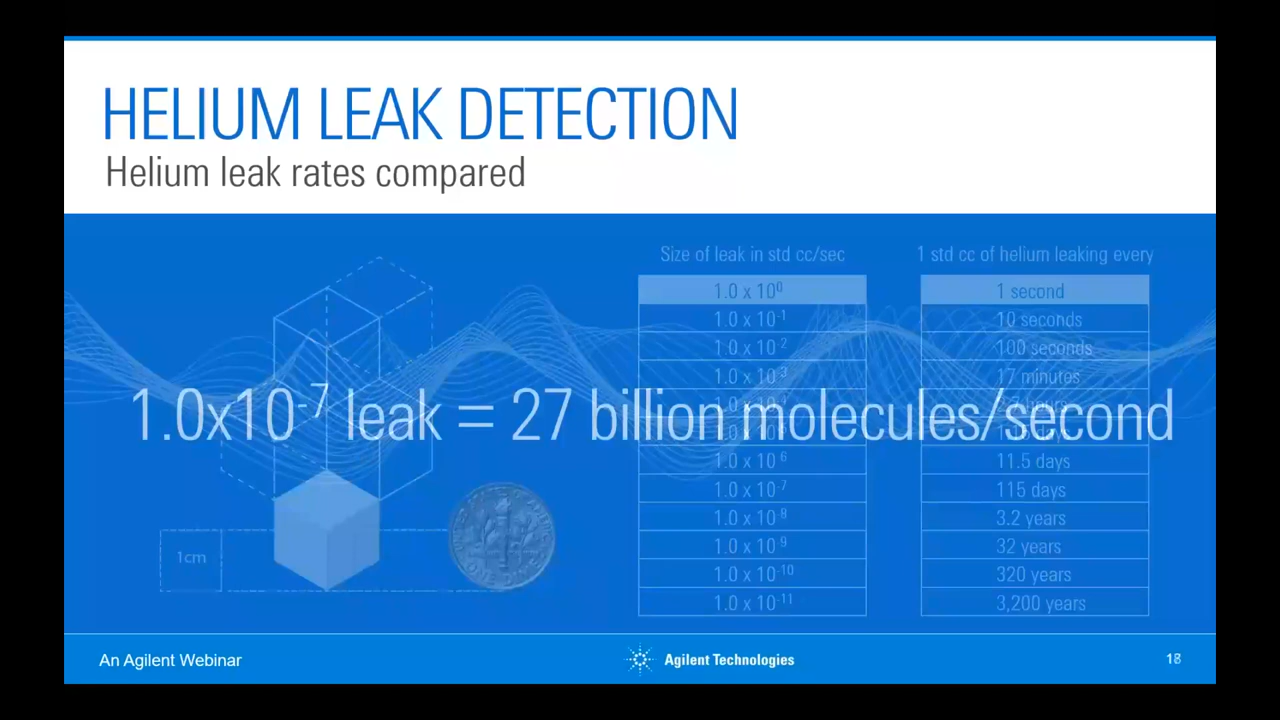 HELIUM LEAK DETECTION
Helium leak rates compared
Size of leak in std cc/sec 1 std cc of helium leaking every
1.0 x 10⁰ 1 second
1.0 x 10⁻¹ 10 seconds
1.0 x 10⁻² 100 seconds
1.0 x 10⁻³ 17 minutes
1.0x10⁻⁷ leak = 27 billion molecules/second
1.0 x 10⁻⁶ 11.5 days
1.0 x 10⁻⁷ 115 days
1.0 x 10⁻⁸ 3.2 years
1.0 x 10⁻⁹ 32 years
1.0 x 10⁻¹⁰ 320 years
1.0 x 10⁻¹¹ 3,200 years
1cm
An Agilent Webinar
Agilent Technologies